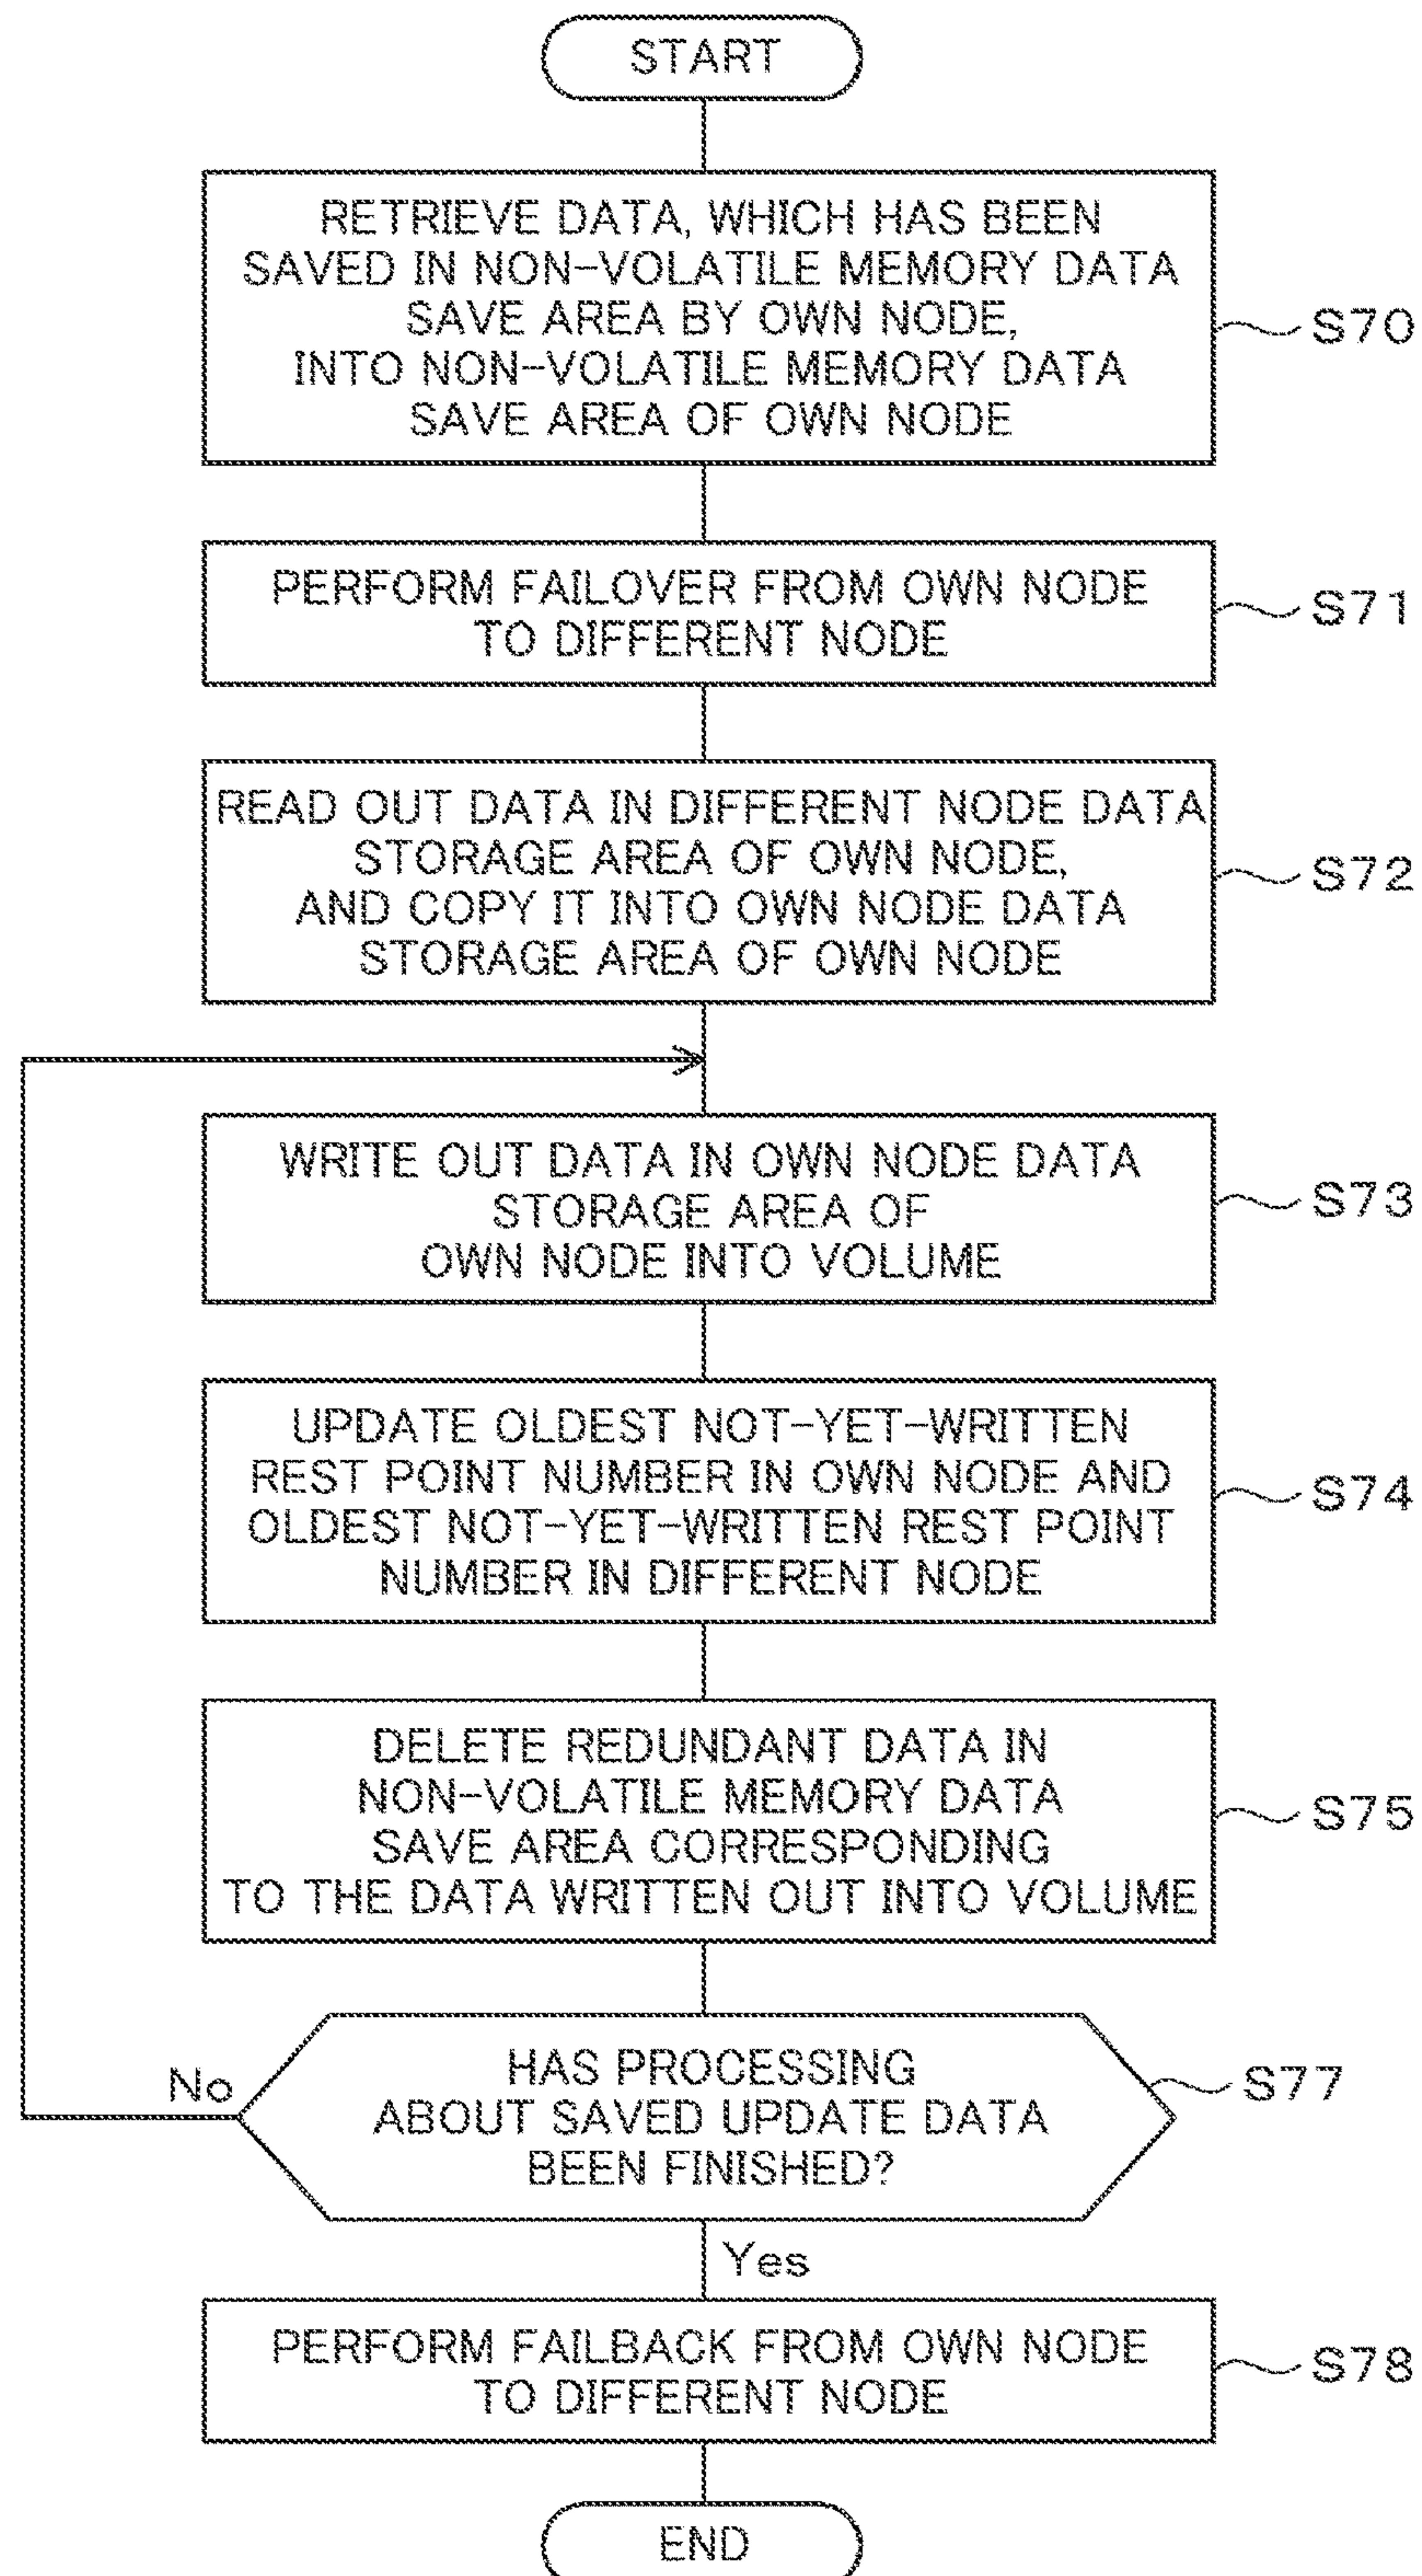 START
RETRIEVE DATA, WHICH HAS BEEN
SAVED IN NON-VOLATILE MEMORY DATA
SAVE AREA BY OWN NODE,
INTO NON-VOLATILE MEMORY DATA
SAVE AREA OF OWN NODE
S70
PERFORM FAILOVER FROM OWN NODE
TO DIFFERENT NODE
S71
READ OUT DATA IN DIFFERENT NODE DATA
STORAGE AREA OF OWN NODE,
AND COPY IT INTO OWN NODE DATA
STORAGE AREA OF OWN NODE
S72
WRITE OUT DATA IN OWN NODE DATA
STORAGE AREA OF
OWN NODE INTO VOLUME
S73
UPDATE OLDEST NOT-YET-WRITTEN
REST POINT NUMBER IN OWN NODE AND
OLDEST NOT-YET-WRITTEN REST POINT
NUMBER IN DIFFERENT NODE
S74
DELETE REDUNDANT DATA IN
NON-VOLATILE MEMORY DATA
SAVE AREA CORRESPONDING
TO THE DATA WRITTEN OUT INTO VOLUME
S75
HAS PROCESSING
ABOUT SAVED UPDATE DATA
BEEN FINISHED?
S77
No
Yes
PERFORM FAILBACK FROM OWN NODE
TO DIFFERENT NODE
S78
END